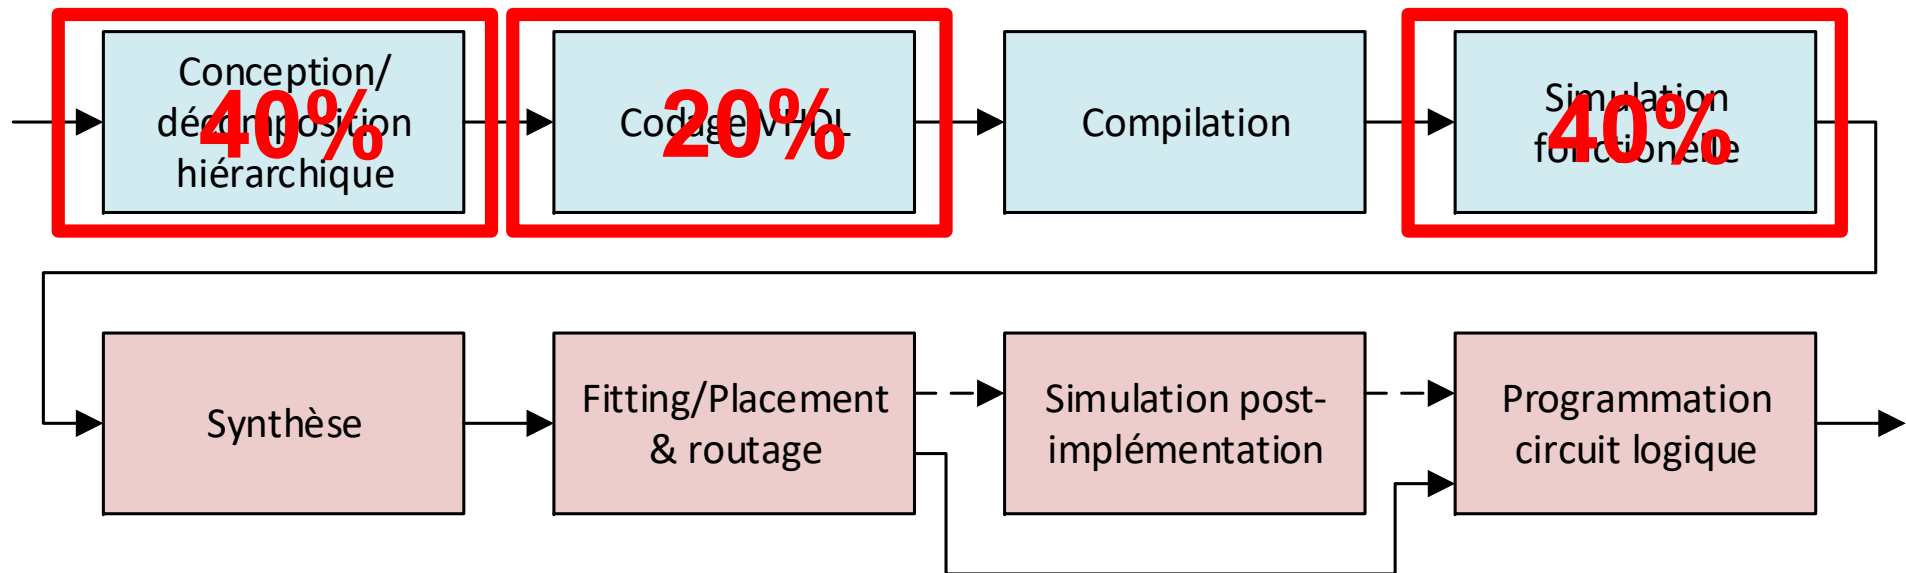 Conception/
décomposition
hiérarchique
40%
Codage VHDL
20%
Compilation
Simulation
fonctionelle
40%
Synthèse
Fitting/Placement
& routage
Simulation post-
implémentation
Programmation
circuit logique